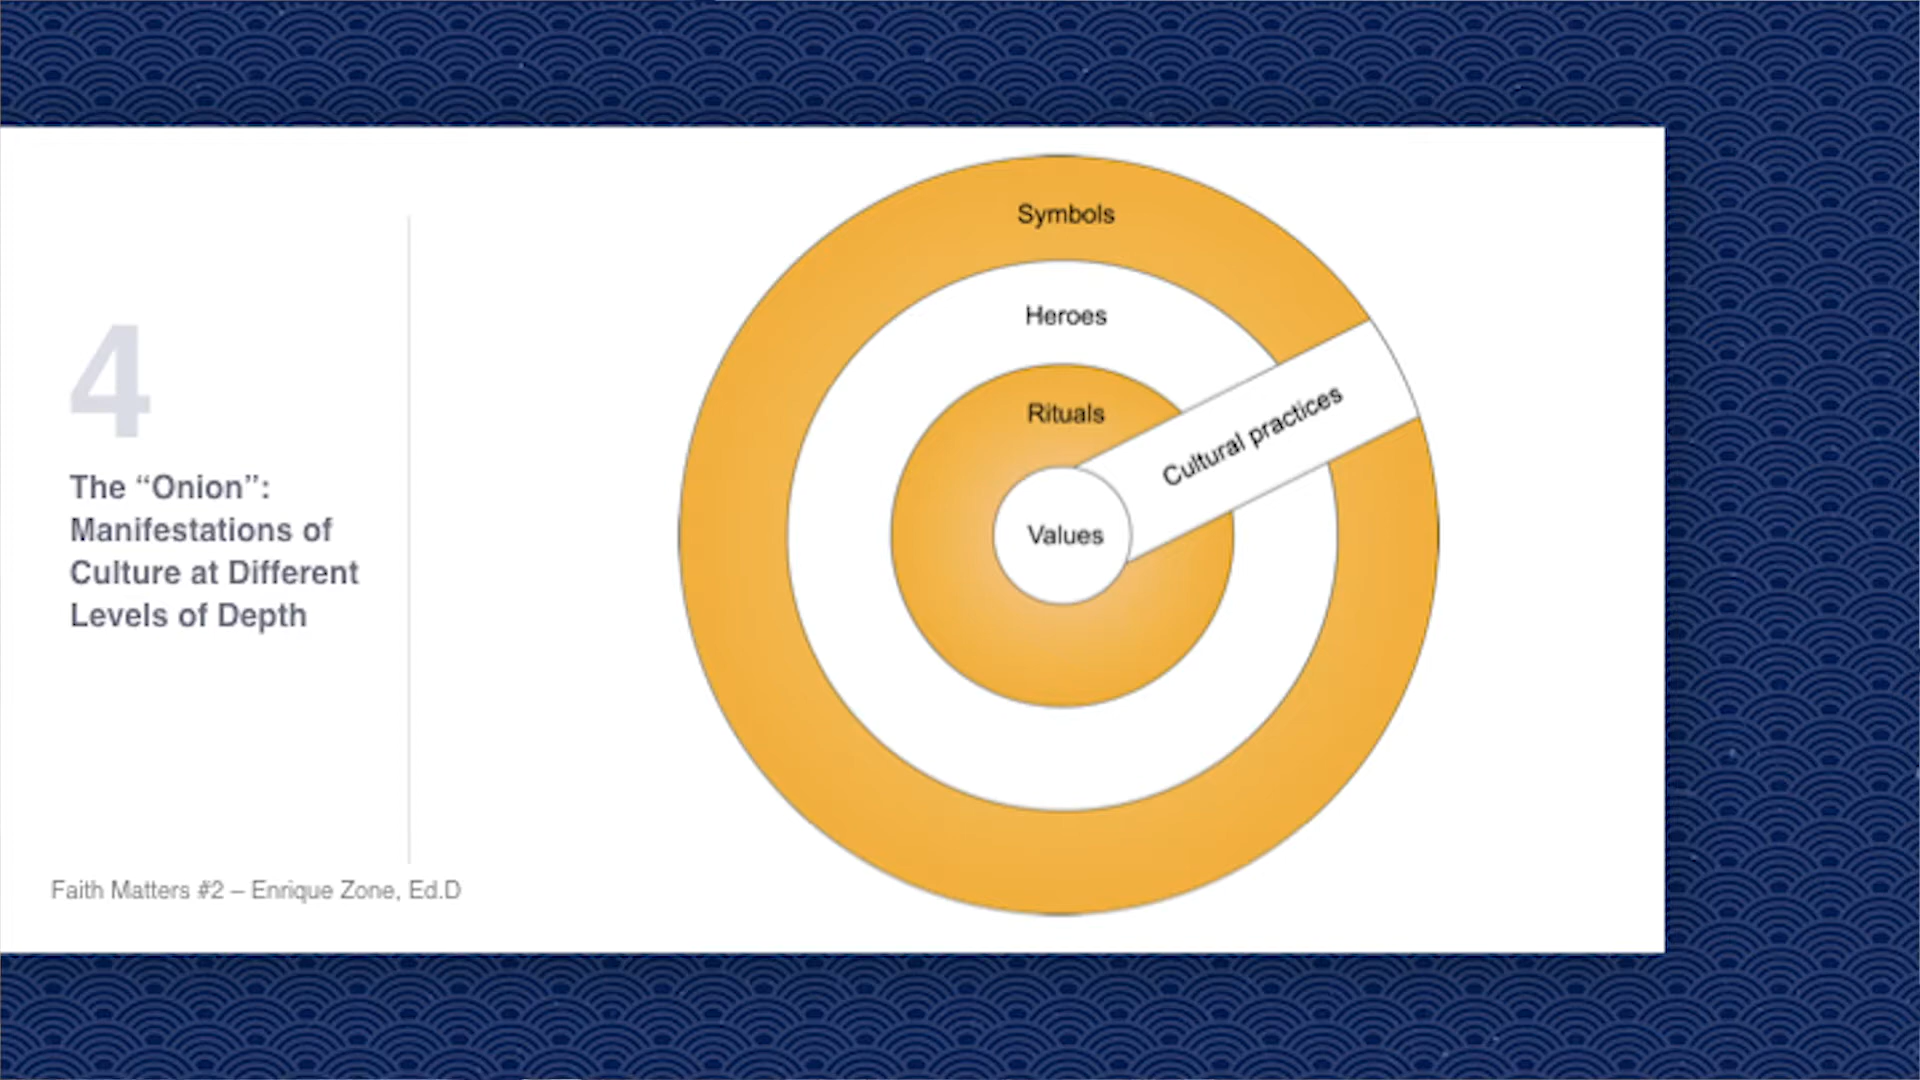 4
The “Onion”:
Manifestations of
Culture at Different
Levels of Depth
Faith Matters #2 – Enrique Zone, Ed.D
Symbols
Heroes
Rituals
Cultural practices
Values